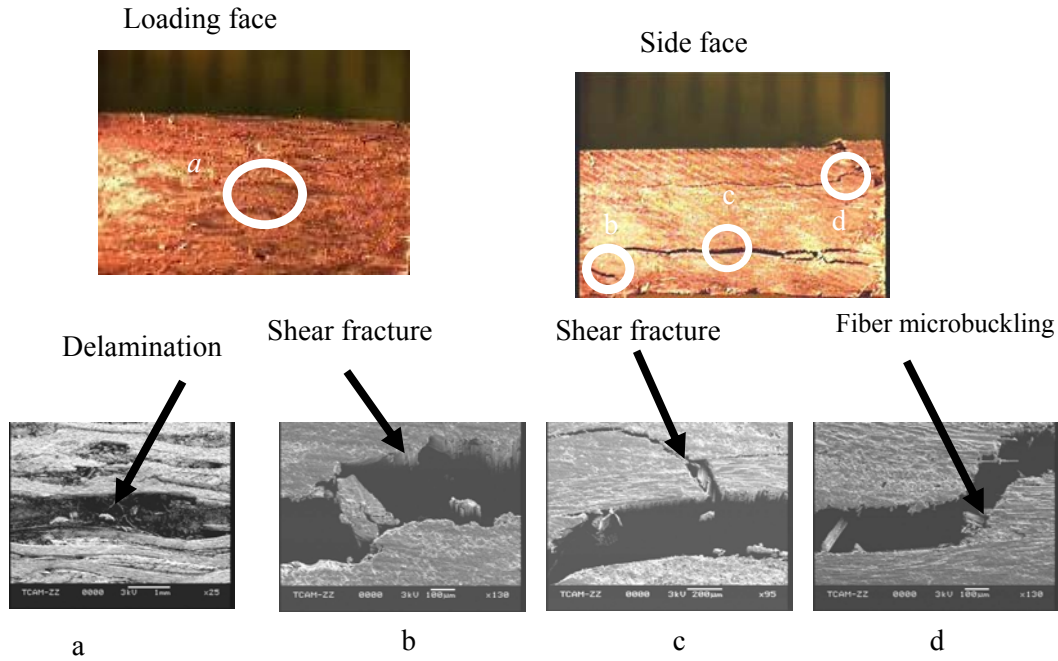 Loading face
Side face
a
c
b
d
Delamination
Shear fracture
Shear fracture
Fiber microbuckling
TCAM-ZZ 0000 3kV 1mm x25
TCAM-ZZ 0000 3kV 100μm x130
TCAM-ZZ 0000 3kV 200μm x95
TCAM-ZZ 0000 3kV 100μm x130
a
b
c
d